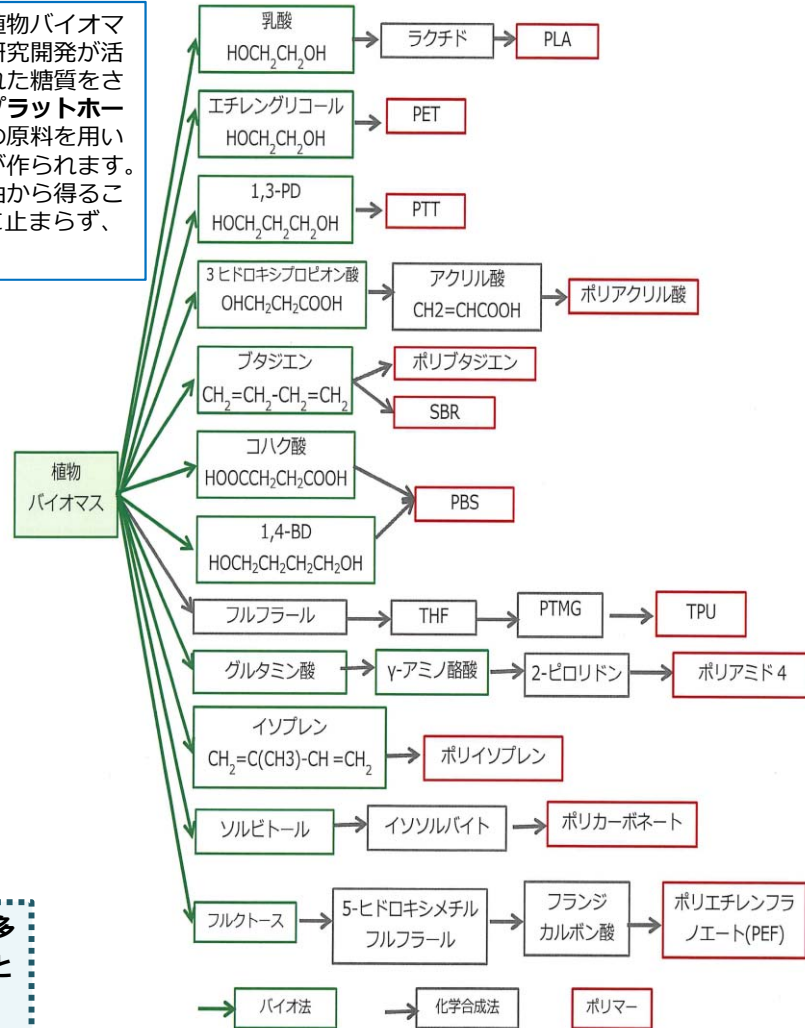 植物バイオマ
研究開発が活
れた糖質をさ
プラットホー
の原料を用い
が作られます。
油から得るこ
に止まらず、
乳酸
HOCH₂CH₂OH
ラクチド
PLA
エチレングリコール
HOCH₂CH₂OH
PET
1,3-PD
HOCH₂CH₂CH₂OH
PTT
3ヒドロキシプロピオン酸
OHCH₂CH₂COOH
アクリル酸
CH2=CHCOOH
ポリアクリル酸
ブタジエン
CH₂=CH₂-CH₂=CH₂
ポリブタジエン
SBR
コハク酸
HOOCCH₂CH₂COOH
植物
バイオマス
PBS
1,4-BD
HOCH₂CH₂CH₂CH₂OH
フルフラール
THF
PTMG
TPU
グルタミン酸
γ-アミノ酪酸
2-ピロリドン
ポリアミド4
イソプレン
CH₂=C(CH3)-CH =CH₂
ポリイソプレン
ソルビトール
イソソルバイト
ポリカーボネート
フルクトース
5-ヒドロキシメチル
フルフラール
フランジ
カルボン酸
ポリエチレンフラ
ノエート(PEF)
多
と
バイオ法
化学合成法
ポリマー